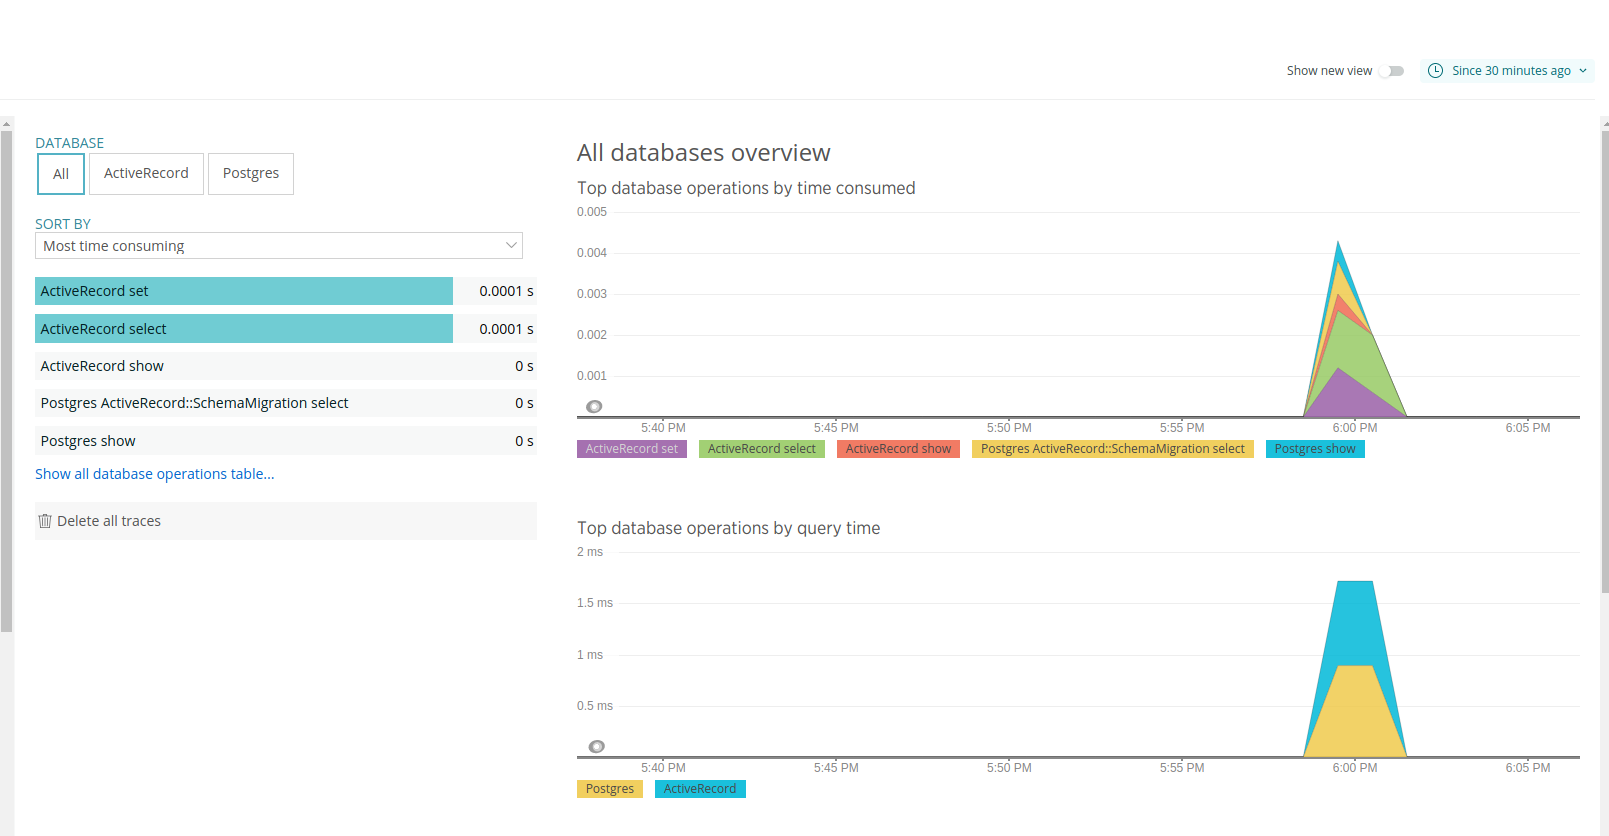 Show new view
Since 30 minutes ago
DATABASE
All
ActiveRecord
Postgres
SORT BY
Most time consuming
ActiveRecord set 0.0001 s
ActiveRecord select 0.0001 s
ActiveRecord show 0 s
Postgres ActiveRecord::SchemaMigration select 0 s
Postgres show 0 s
Show all database operations table...
Delete all traces
All databases overview
Top database operations by time consumed
0.005
0.004
0.003
0.002
0.001
5:40 PM 5:45 PM 5:50 PM 5:55 PM 6:00 PM 6:05 PM
ActiveRecord set ActiveRecord select ActiveRecord show Postgres ActiveRecord::SchemaMigration select Postgres show
Top database operations by query time
2 ms
1.5 ms
1 ms
0.5 ms
5:40 PM 5:45 PM 5:50 PM 5:55 PM 6:00 PM 6:05 PM
Postgres ActiveRecord